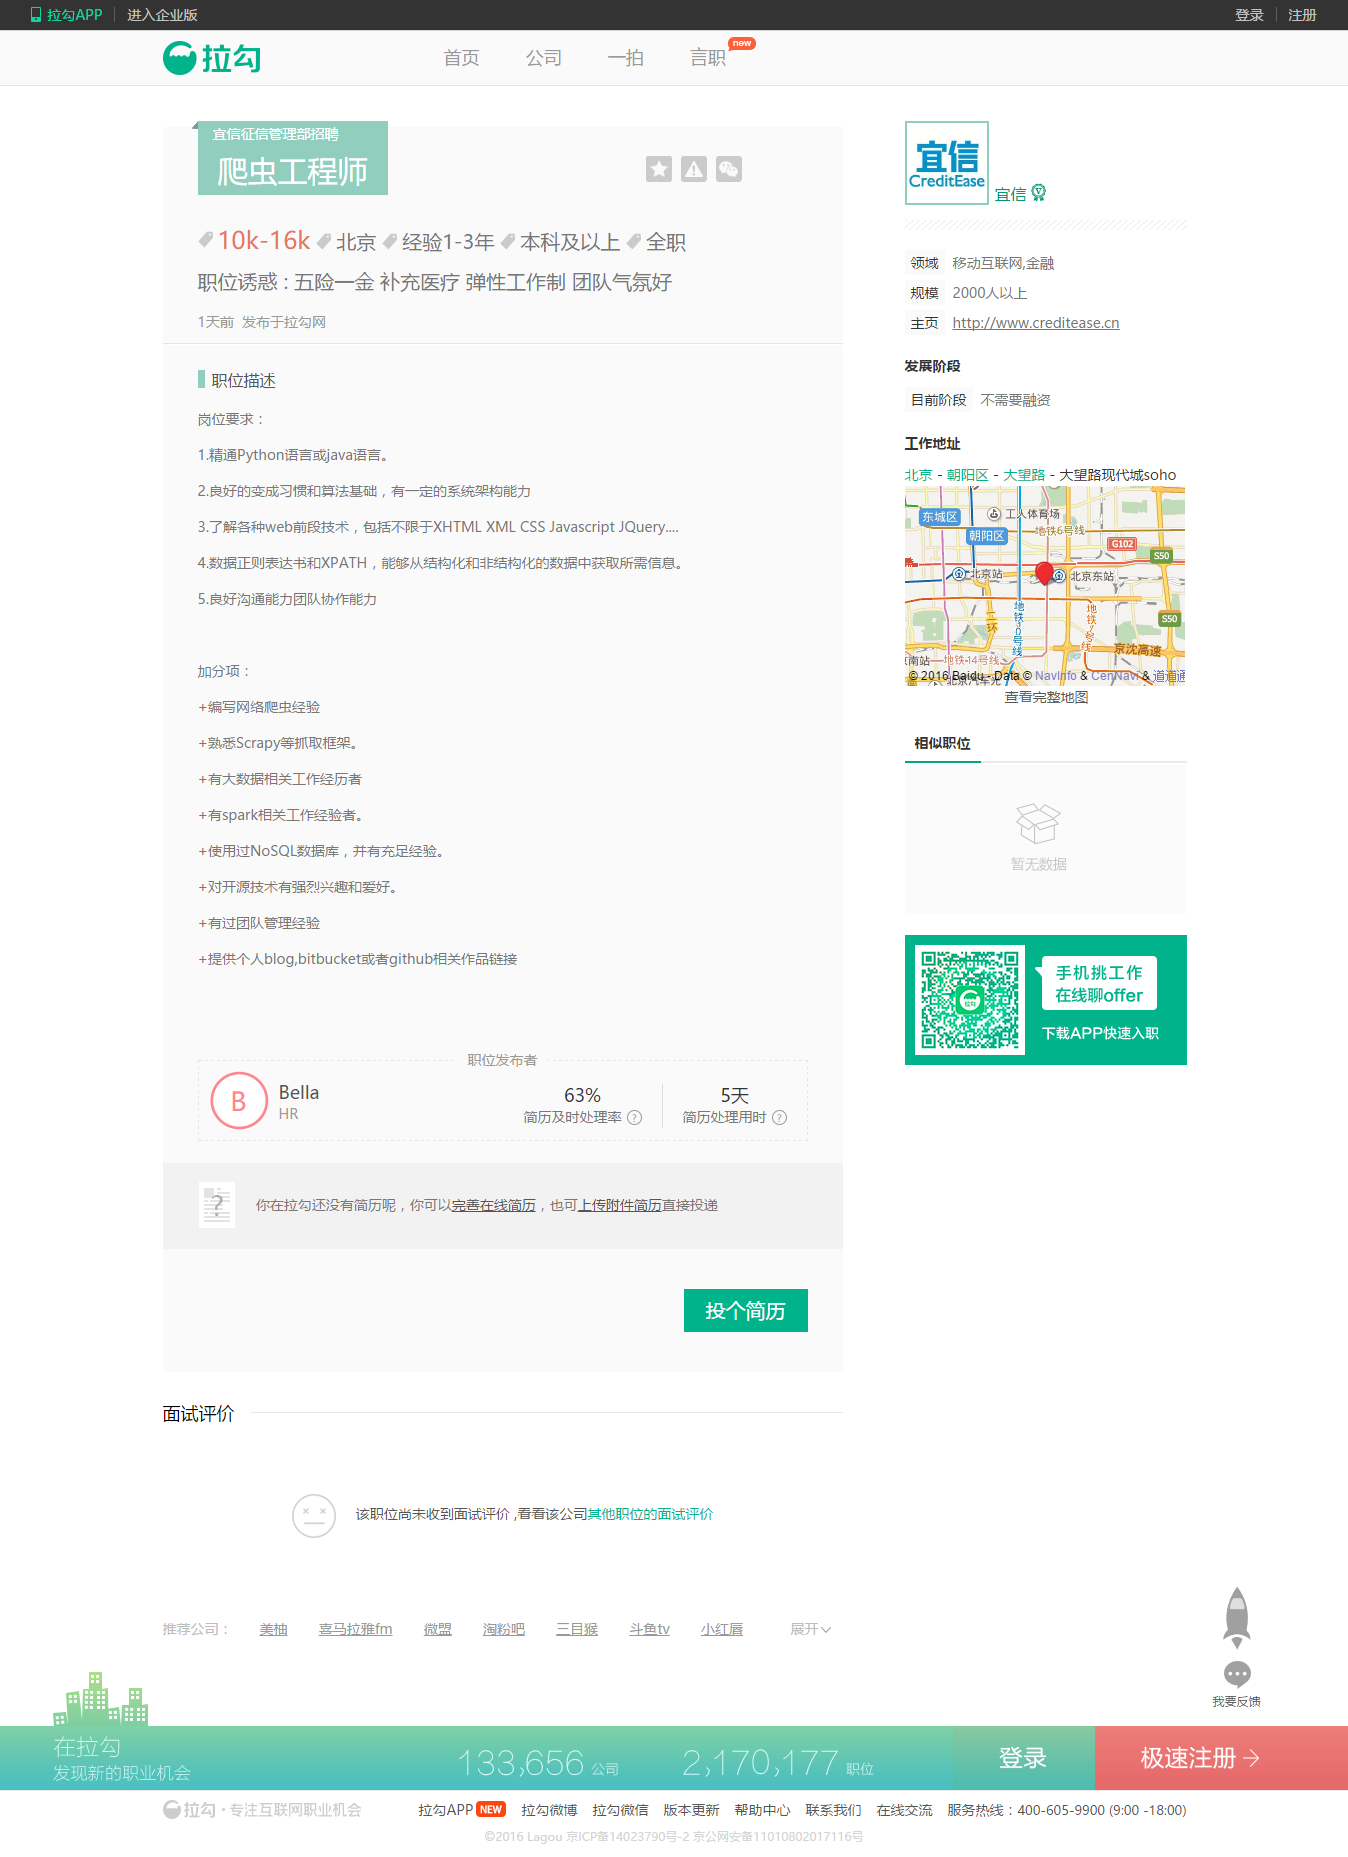 拉勾APP 进入企业版 登录 注册
拉勾 首页 公司 一拍 言职 new
宜信征信管理部招聘
爬虫工程师
10k-16k 北京 经验1-3年 本科及以上 全职
职位诱惑 : 五险一金 补充医疗 弹性工作制 团队气氛好
1天前 发布于拉勾网
职位描述
岗位要求：
1.精通Python语言或java语言。
2.良好的变成习惯和算法基础，有一定的系统架构能力
3.了解各种web前段技术，包括不限于XHTML XML CSS Javascript JQuery....
4.数据正则表达书和XPATH，能够从结构化和非结构化的数据中获取所需信息。
5.良好沟通能力团队协作能力
加分项：
+编写网络爬虫经验
+熟悉Scrapy等抓取框架。
+有大数据相关工作经历者
+有spark相关工作经验者。
+使用过NoSQL数据库，并有充足经验。
+对开源技术有强烈兴趣和爱好。
+有过团队管理经验
+提供个人blog,bitbucket或者github相关作品链接
职位发布者
B
Bella
HR
63%
简历及时处理率 ?
5天
简历处理用时 ?
?
你在拉勾还没有简历呢，你可以完善在线简历，也可上传附件简历直接投递
投个简历
面试评价
该职位尚未收到面试评价 ,看看该公司其他职位的面试评价
宜信
CreditEase
宜信
领域 移动互联网,金融
规模 2000人以上
主页 http://www.creditease.cn
发展阶段
目前阶段 不需要融资
工作地址
北京 - 朝阳区 - 大望路 - 大望路现代城soho
东城区
工人体育场
地铁6号线
朝阳区
G102
S50
北京站
北京东站
地铁10号线
地铁7号线
二环
S50
京沈高速
京南站
地铁14号线
© 2016 Baidu - Data © NavInfo & CenNavi & 道道通
北京汽车光
查看完整地图
相似职位
暂无数据
拉勾
手机挑工作
在线聊offer
下载APP快速入职
推荐公司： 美柚 喜马拉雅fm 微盟 淘粉吧 三目猴 斗鱼tv 小红唇 展开
我要反馈
在拉勾
发现新的职业机会
133,656 公司 2,170,177 职位
登录 极速注册
拉勾 · 专注互联网职业机会 拉勾APP NEW 拉勾微博 拉勾微信 版本更新 帮助中心 联系我们 在线交流 服务热线：400-605-9900 (9:00 -18:00)
©2016 Lagou 京ICP备14023790号-2 京公网安备11010802017116号